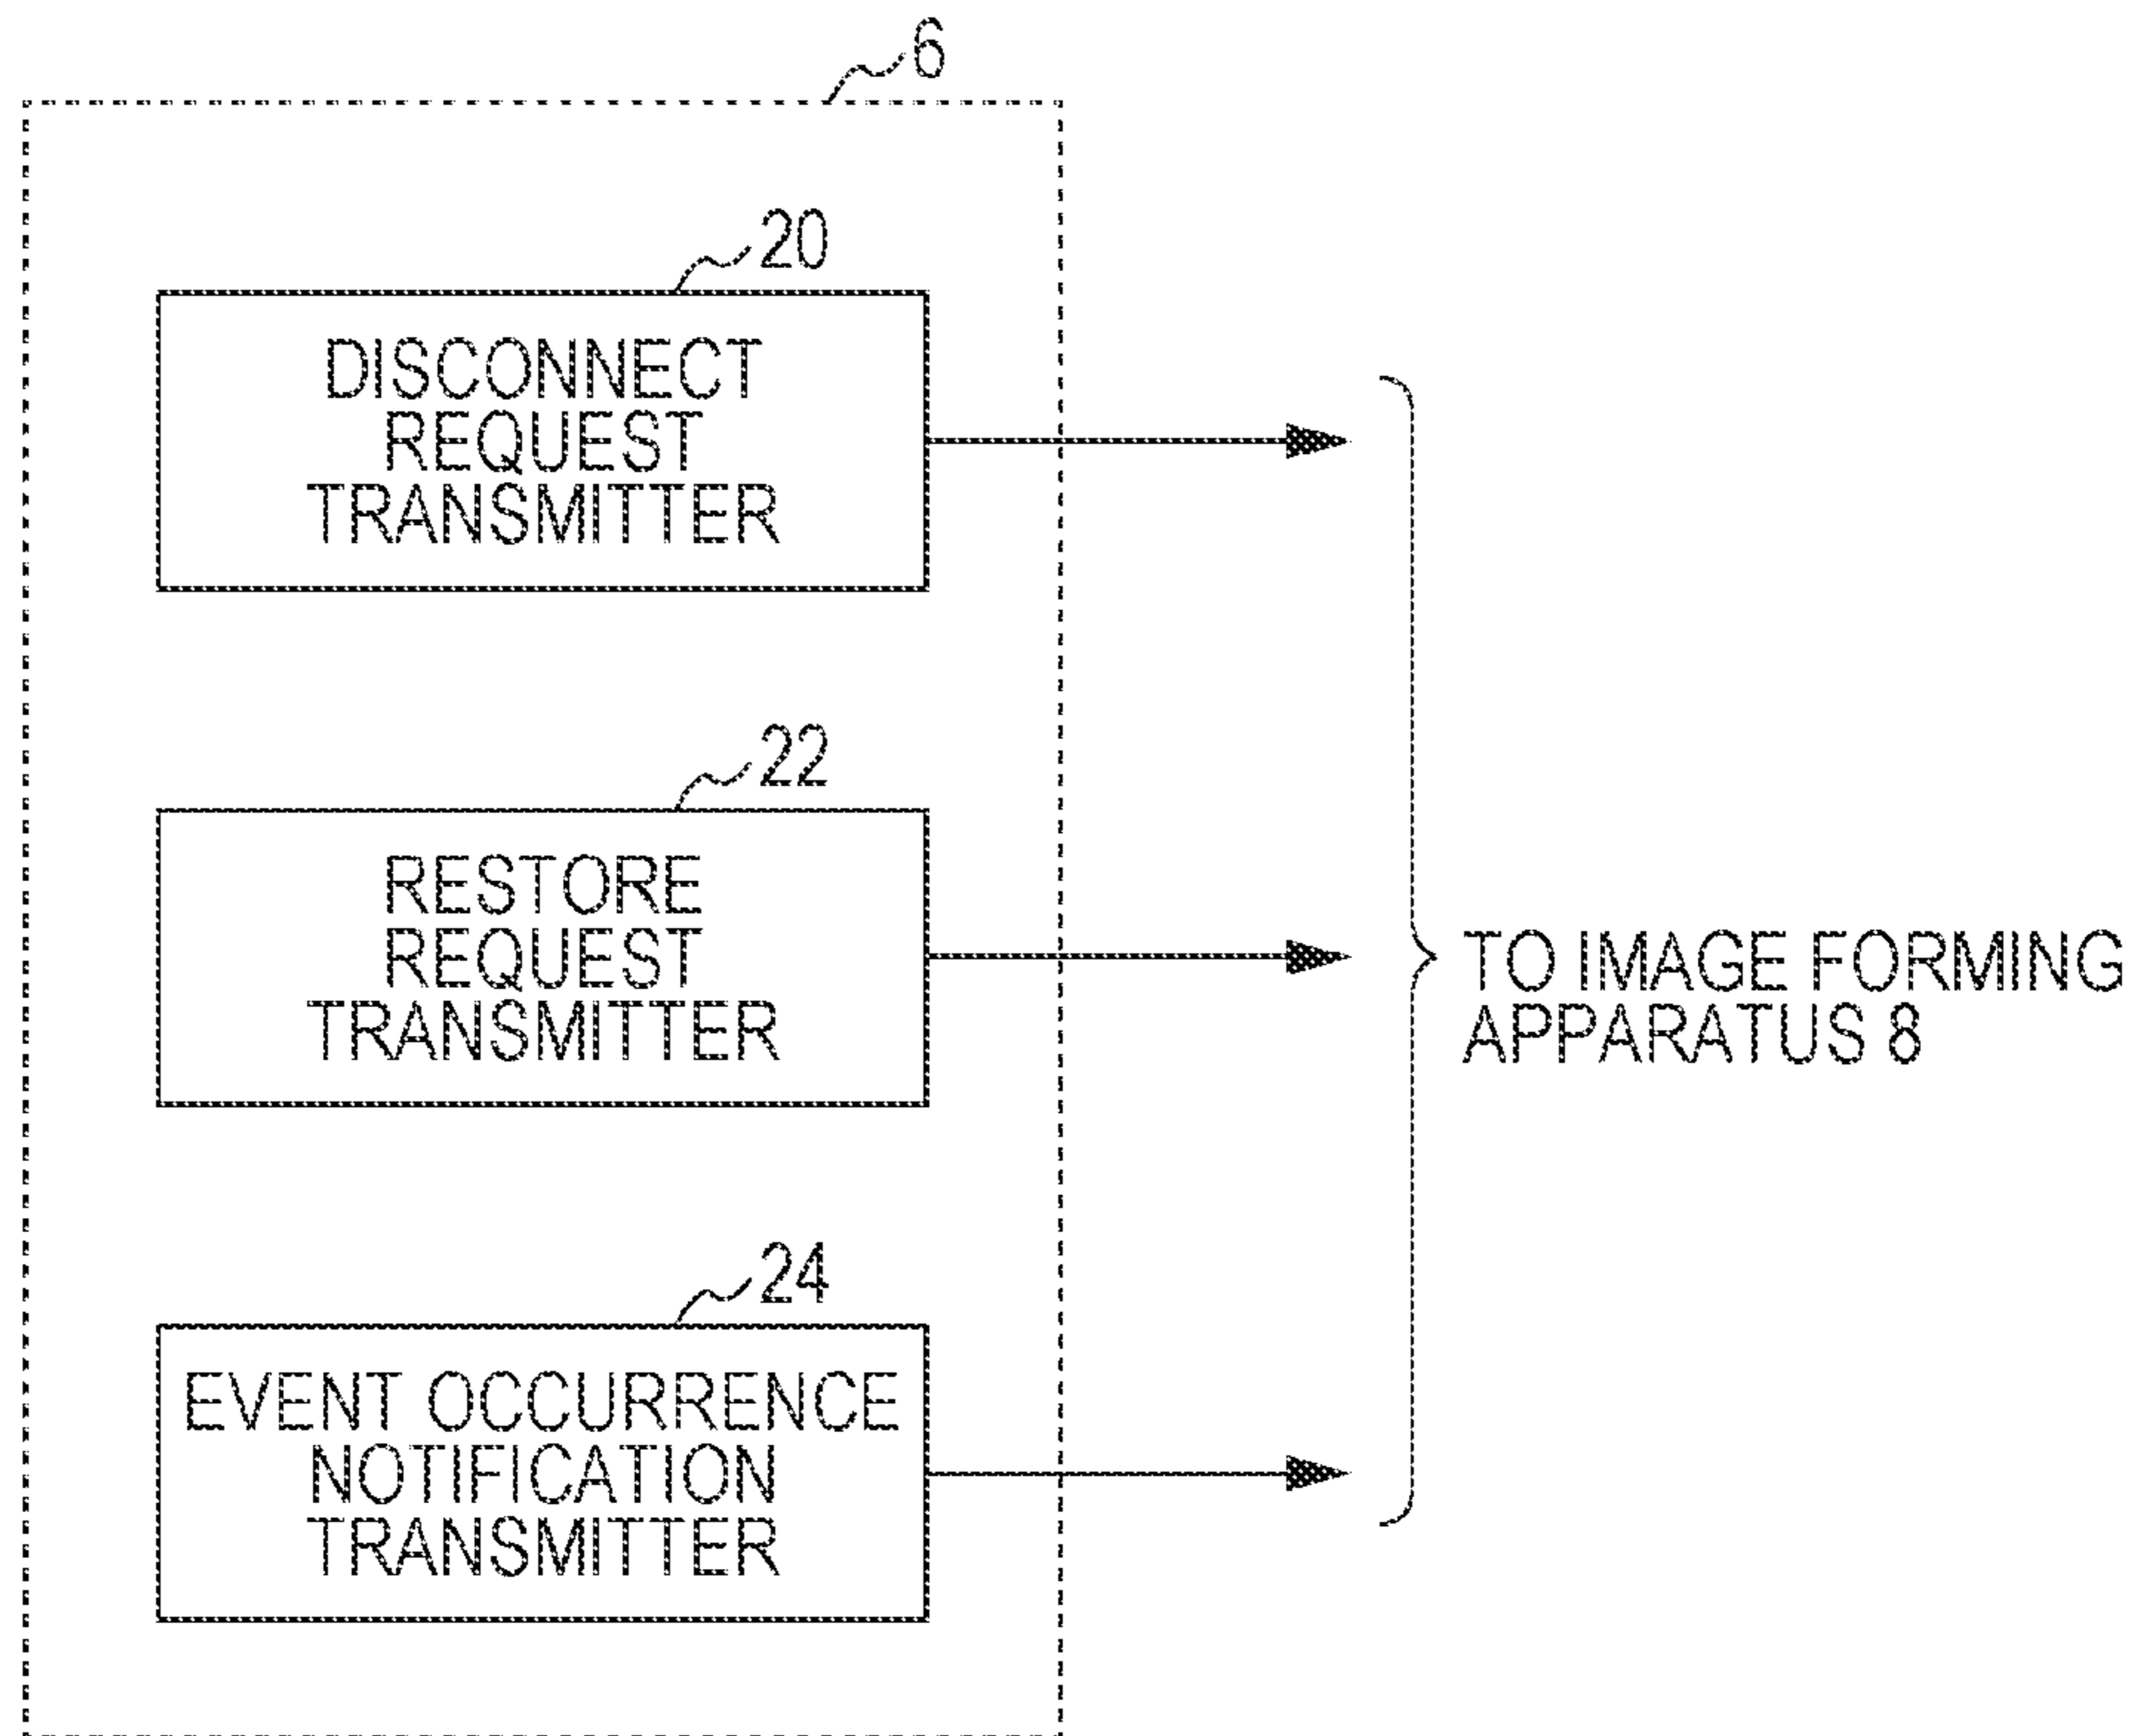 6
20
DISCONNECT
REQUEST
TRANSMITTER
22
RESTORE
REQUEST
TRANSMITTER
TO IMAGE FORMING
APPARATUS 8
24
EVENT OCCURRENCE
NOTIFICATION
TRANSMITTER